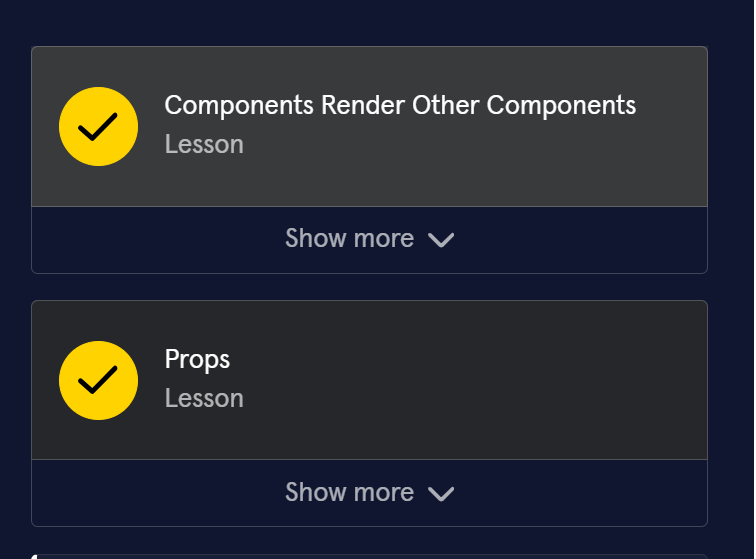 Components Render Other Components
Lesson
Show more
Props
Lesson
Show more